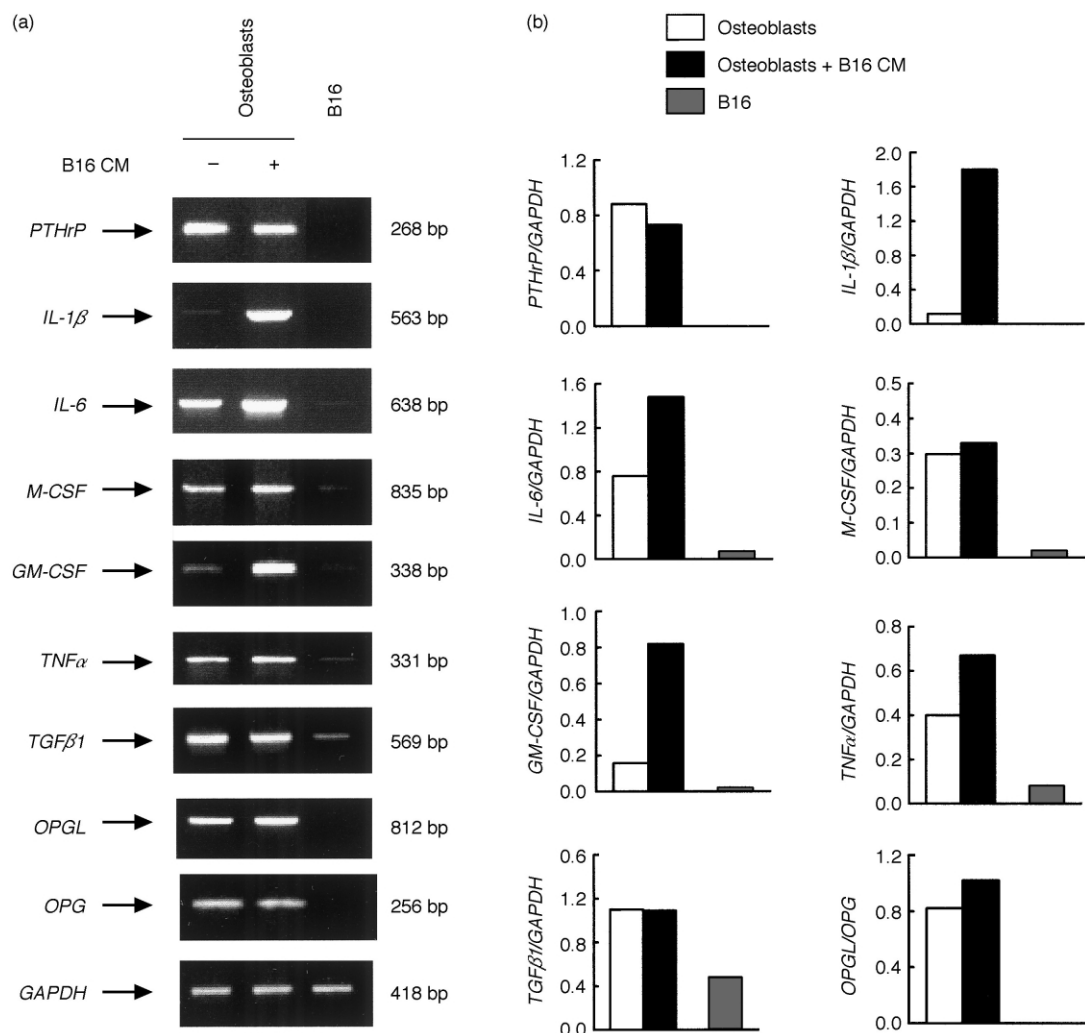 (a)
Osteoblasts
B16
B16 CM
–
+
PTHrP
268 bp
IL-1β
563 bp
IL-6
638 bp
M-CSF
835 bp
GM-CSF
338 bp
TNFα
331 bp
TGFβ1
569 bp
OPGL
812 bp
OPG
256 bp
GAPDH
418 bp
(b)
Osteoblasts
Osteoblasts + B16 CM
B16
PTHrP/GAPDH
1.2
0.8
0.4
0.0
IL-1β/GAPDH
2.0
1.6
1.2
0.8
0.4
0.0
IL-6/GAPDH
1.6
1.2
0.8
0.4
0.0
M-CSF/GAPDH
0.5
0.4
0.3
0.2
0.1
0.0
GM-CSF/GAPDH
1.0
0.8
0.6
0.4
0.2
0.0
TNFα/GAPDH
0.8
0.6
0.4
0.2
0.0
TGFβ1/GAPDH
0.6
1.2
0.8
0.4
0.0
OPGL/OPG
1.2
0.8
0.4
0.0